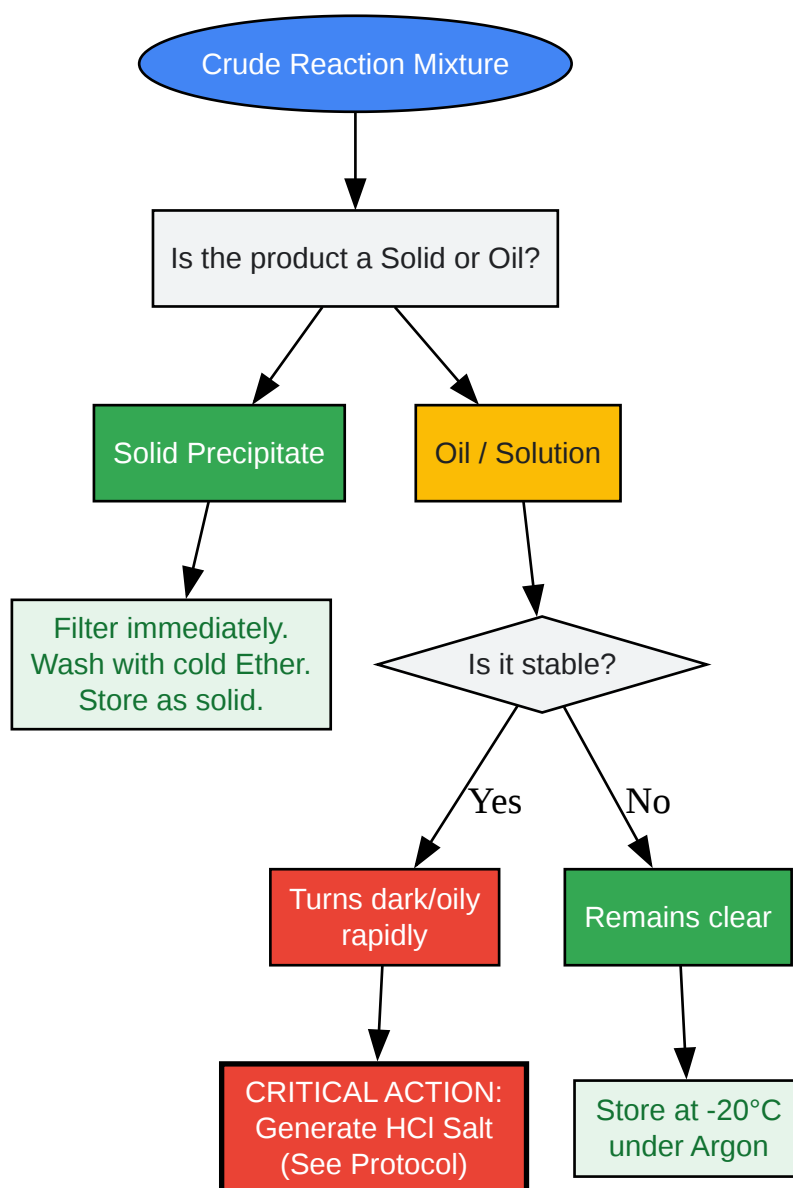 Crude Reaction Mixture
Is the product a Solid or Oil?
Solid Precipitate
Oil / Solution
Filter immediately.
Wash with cold Ether.
Store as solid.
Is it stable?
Yes
No
Turns dark/oily
rapidly
Remains clear
CRITICAL ACTION:
Generate HCl Salt
(See Protocol)
Store at -20°C
under Argon